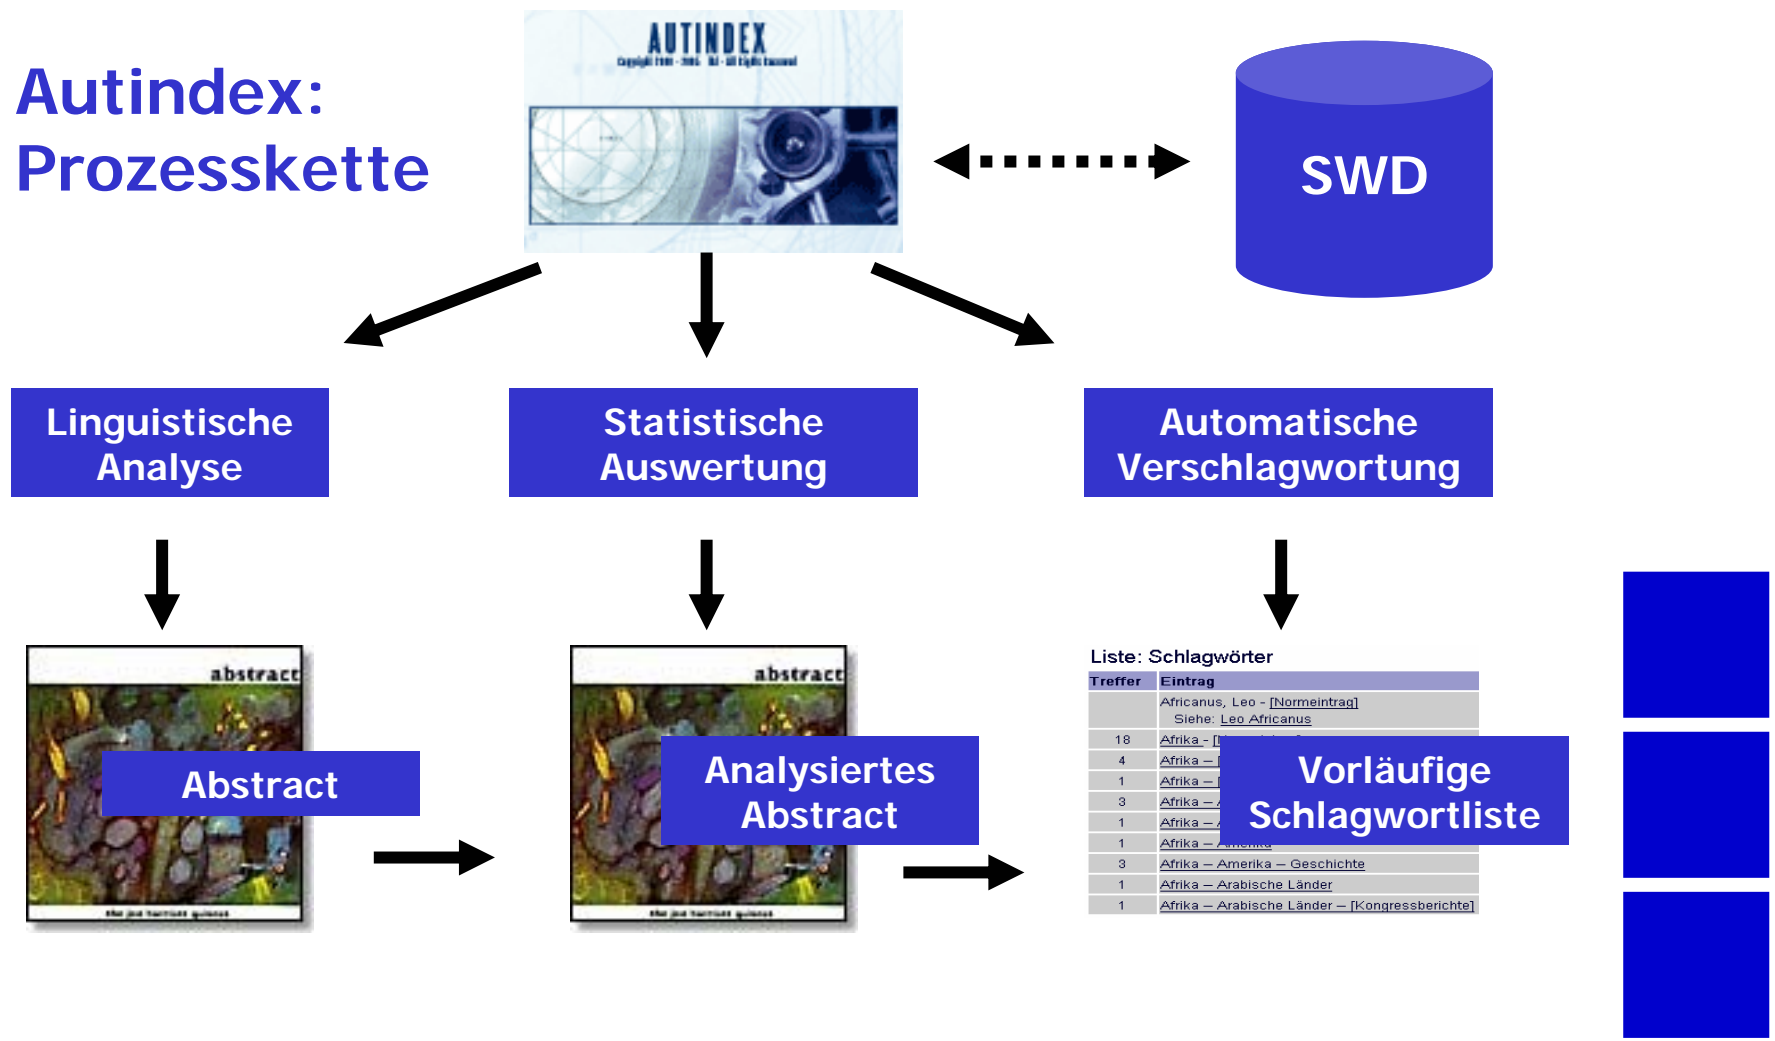 Autindex:
Prozesskette
AUTINDEX
SWD
Linguistische
Analyse
Statistische
Auswertung
Automatische
Verschlagwortung
abstract
Abstract
abstract
Analysiertes
Abstract
Liste: Schlagwörter
Treffer Eintrag
Africanus, Leo - [Normeintrag]
Siehe: Leo Africanus
18 Afrika -
4 Afrika –
1 Afrika –
3 Afrika –
1 Afrika –
1 Afrika – Amerika
3 Afrika – Amerika – Geschichte
1 Afrika – Arabische Länder
1 Afrika – Arabische Länder – [Kongressberichte]
Vorläufige
Schlagwortliste